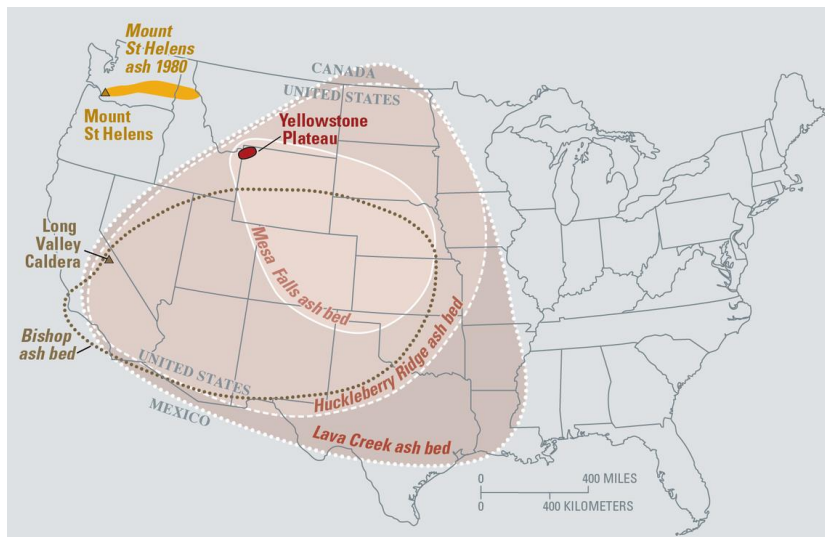 Mount
St Helens
ash 1980
CANADA
UNITED STATES
Mount
St Helens
Yellowstone
Plateau
Long
Valley
Caldera
Mesa Falls ash bed
Bishop
ash bed
UNITED STATES
MEXICO
Huckleberry Ridge ash bed
Lava Creek ash bed
0 400 MILES
0 400 KILOMETERS